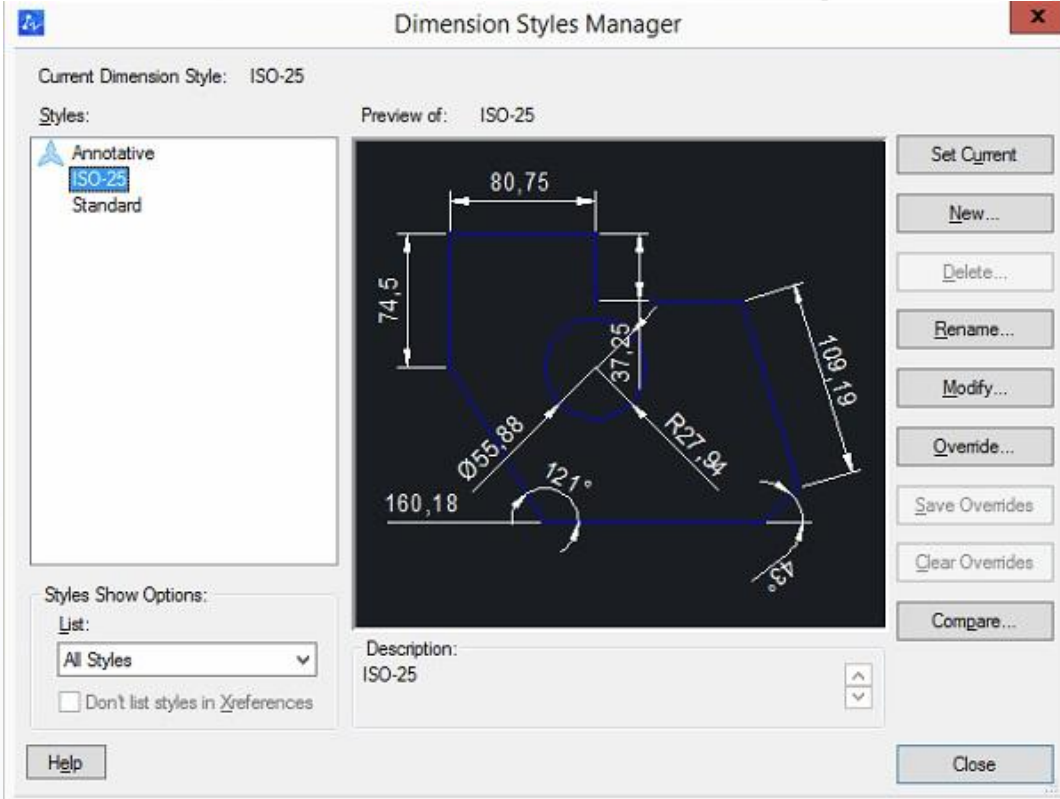 Dimension Styles Manager
x
Current Dimension Style: ISO-25
Styles:
Annotative
ISO-25
Standard
Styles Show Options:
List:
All Styles
Don't list styles in Xreferences
Help
Preview of: ISO-25
80,75
74,5
37,25
109,19
Ø55,88
R27,94
121°
160,18
43°
Description:
ISO-25
Set Current
New...
Delete...
Rename...
Modify...
Override...
Save Overrides
Clear Overrides
Compare...
Close